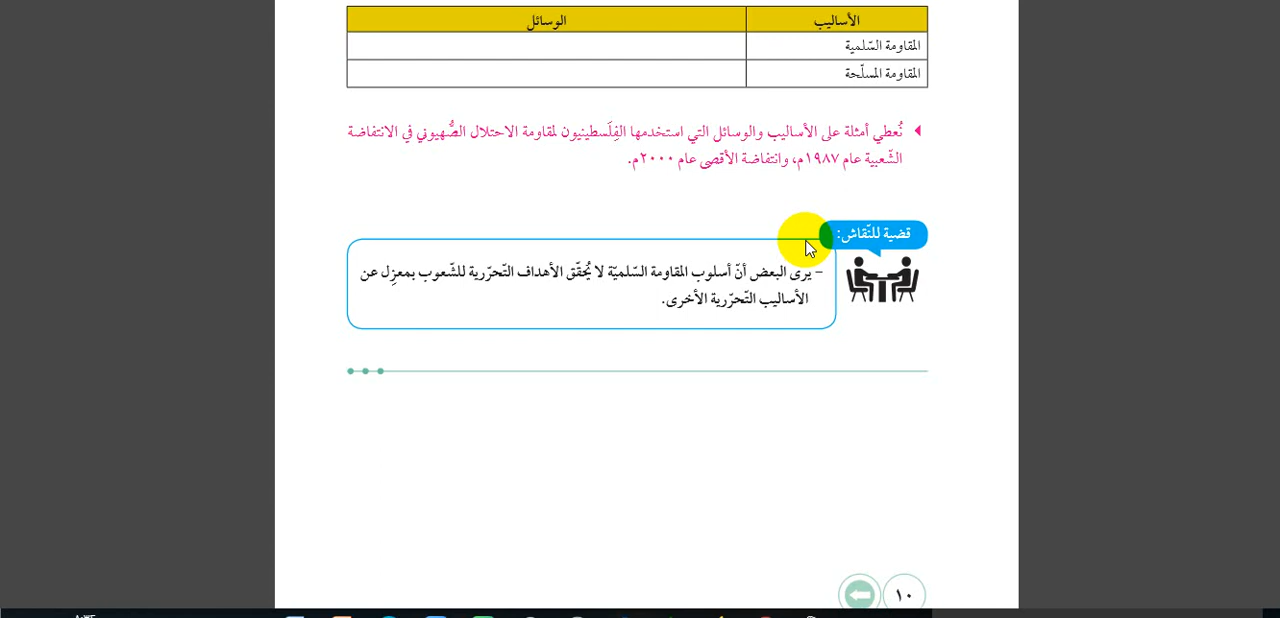 الأساليب الوسائل
المقاومة السّلمية
المقاومة المسلّحة
نُعطي أمثلة على الأساليب والوسائل التي استخدمها الفِلَسطينيون لمقاومة الاحتلال الصُّهيوني في الانتفاضة
الشّعبية عام ١٩٨٧م، وانتفاضة الأقصى عام ٢٠٠٠م.
قضية للنّقاش:
– يرى البعض أنّ أسلوب المقاومة السّلميّة لا يُحَقّق الأهداف التّحرّرية للشّعوب بمعزِل عن
الأساليب التّحرّرية الأخرى.
١٠